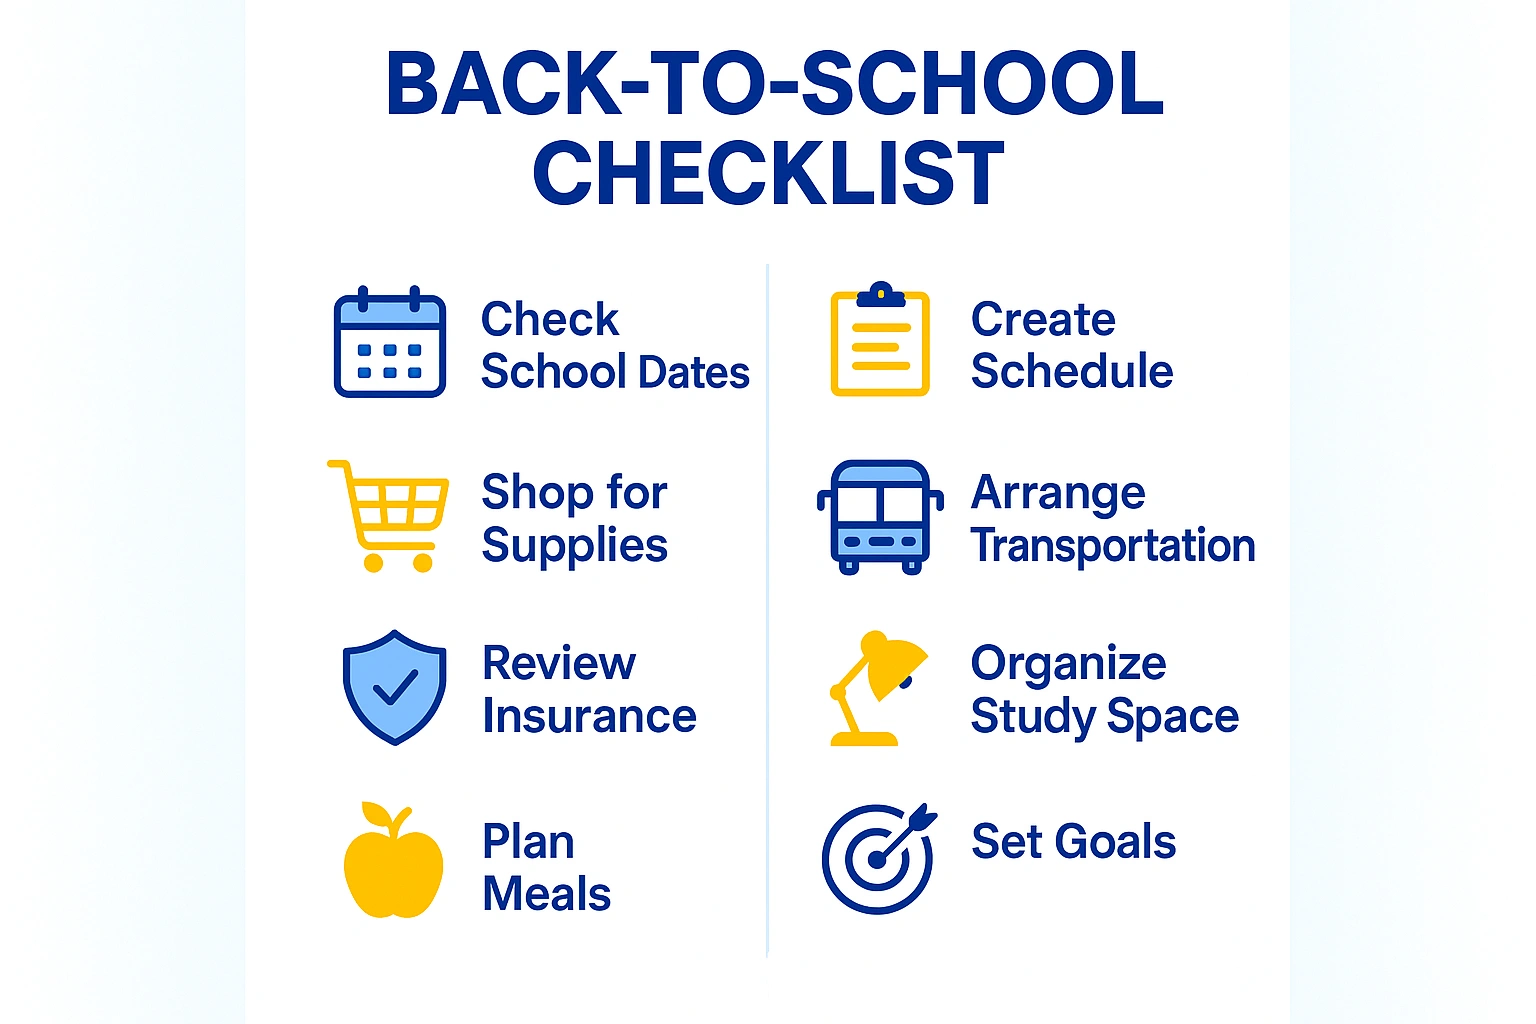 BACK-TO-SCHOOL
CHECKLIST
Check
School Dates
Shop for
Supplies
Review
Insurance
Plan
Meals
Create
Schedule
Arrange
Transportation
Organize
Study Space
Set Goals